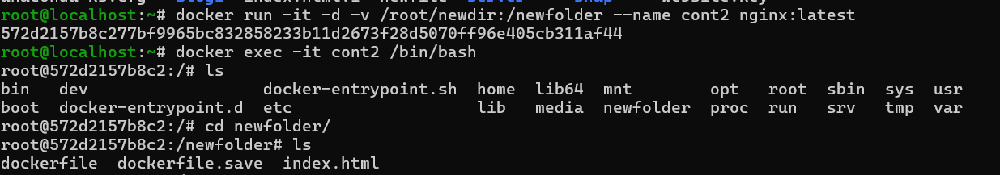 root@localhost:~# docker run -it -d -v /root/newdir:/newfolder --name cont2 nginx:latest
572d2157b8c277bf9965bc832858233b11d2673f28d5070ff96e405cb311af44
root@localhost:~# docker exec -it cont2 /bin/bash
root@572d2157b8c2:/# ls
bin   dev                  docker-entrypoint.sh  home  lib64  mnt        opt   root  sbin  sys  usr
boot  docker-entrypoint.d  etc                   lib   media  newfolder  proc  run   srv   tmp  var
root@572d2157b8c2:/# cd newfolder/
root@572d2157b8c2:/newfolder# ls
dockerfile  dockerfile.save  index.html